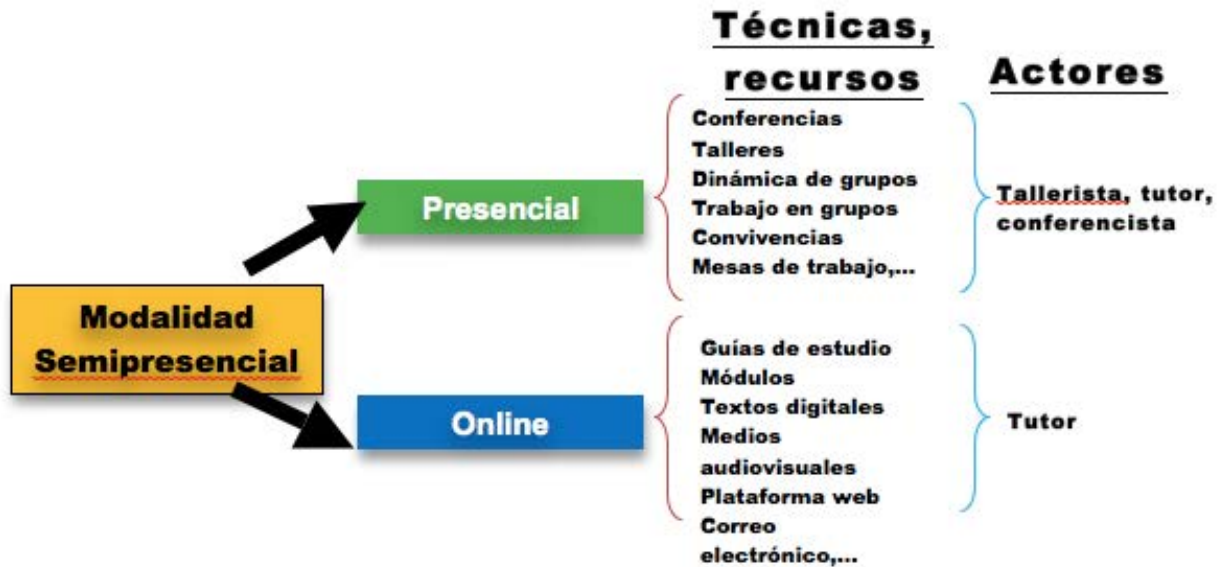 Técnicas,
recursos
Actores
Conferencias
Talleres
Dinámica de grupos
Trabajo en grupos
Convivencias
Mesas de trabajo,...
Presencial
Tallerista, tutor,
conferencista
Modalidad
Semipresencial
Guías de estudio
Módulos
Textos digitales
Medios
audiovisuales
Plataforma web
Correo
electrónico,...
Online
Tutor